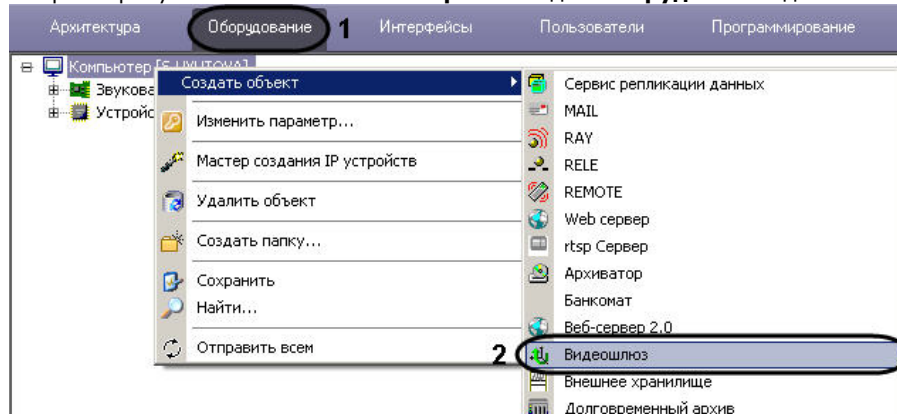 Архитектура Оборудование 1 Интерфейсы Пользователи Программирование
Компьютер
Создать объект
Звукова
Устройс
Изменить параметр...
Мастер создания IP устройств
Удалить объект
Создать папку...
Сохранить
Найти...
Отправить всем
Сервис репликации данных
MAIL
RAY
RELE
REMOTE
Web сервер
rtsp Сервер
Архиватор
Банкомат
Веб-сервер 2.0
2 Видеошлюз
Внешнее хранилище
Долговременный архив